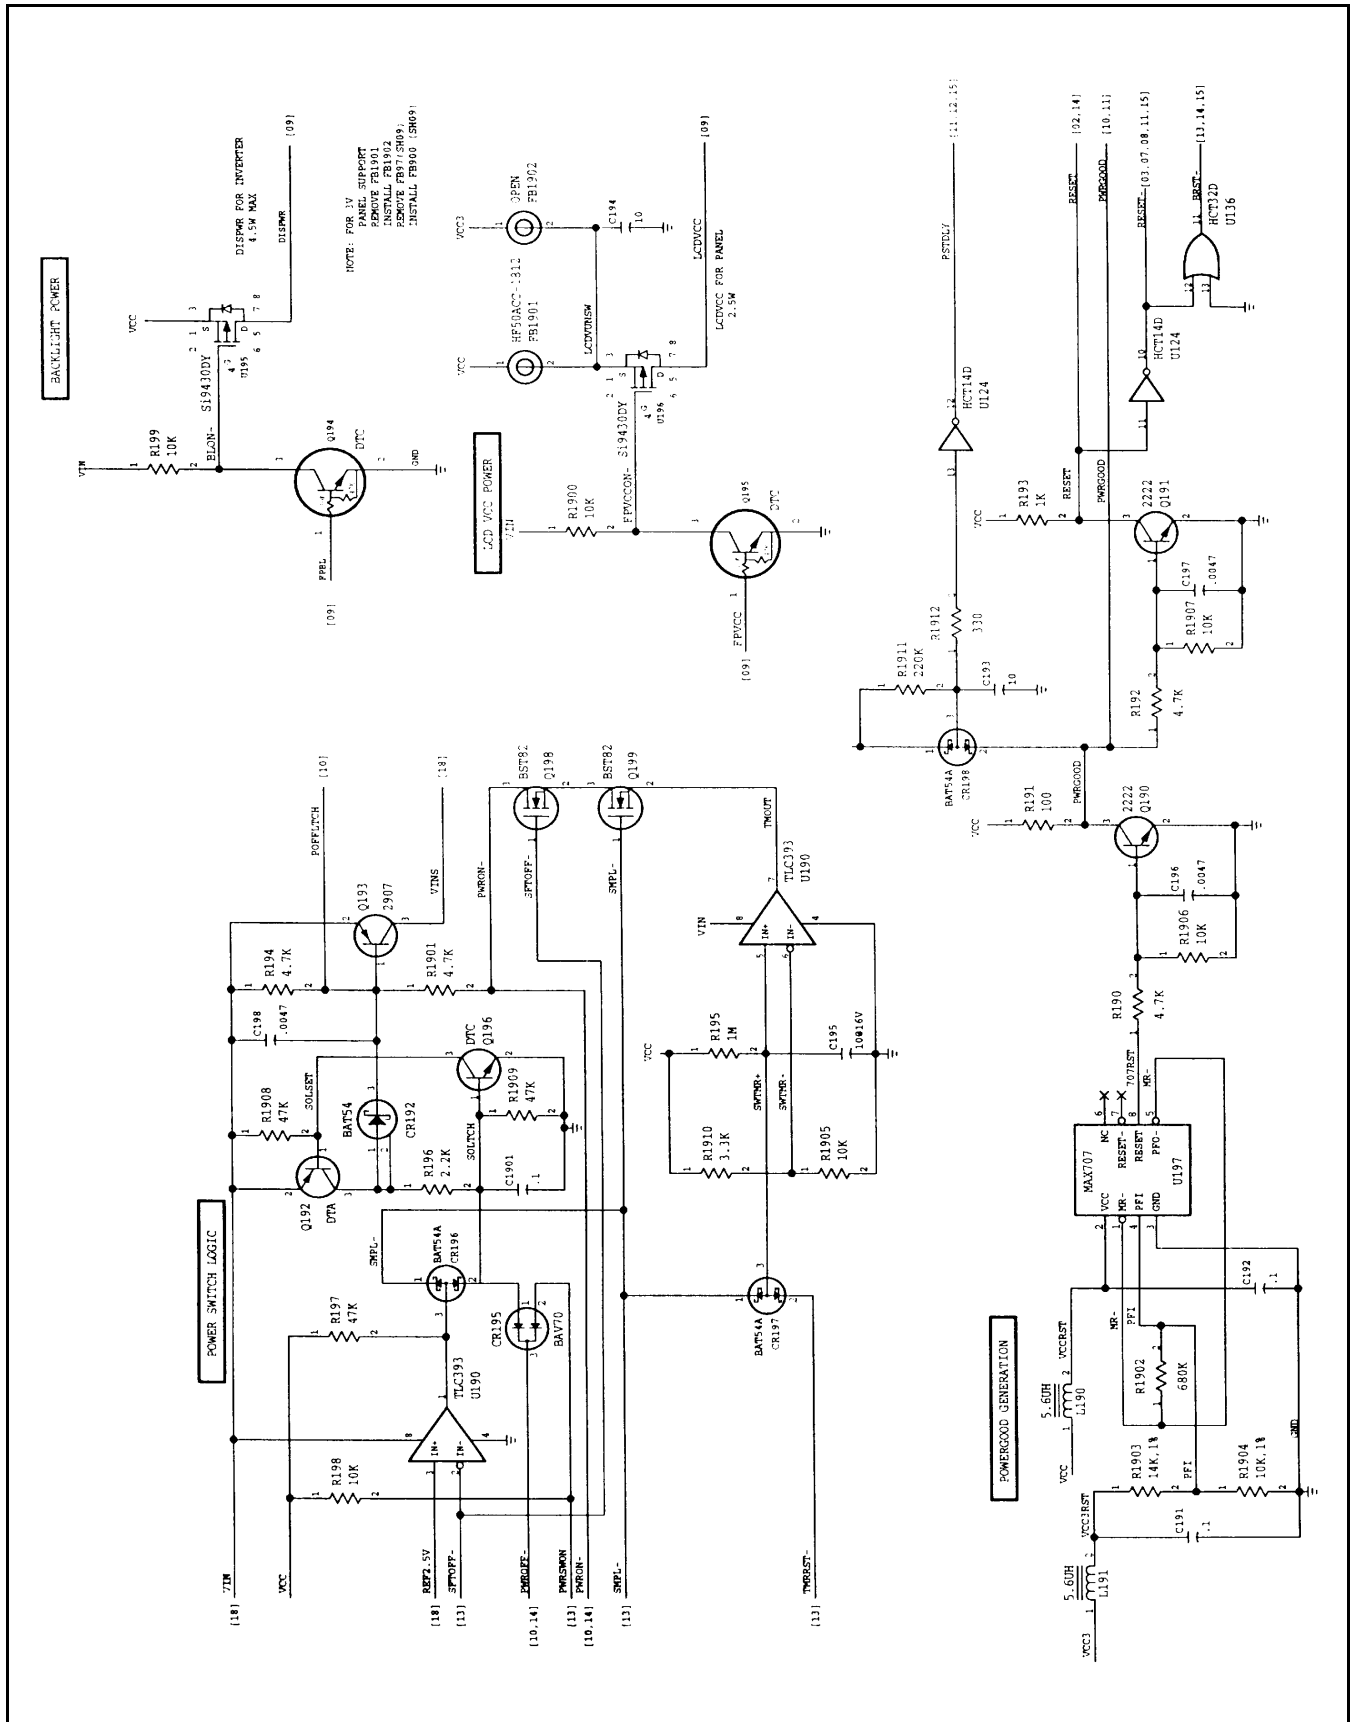 BACKLIGHT POWER
VCC
VIN
R199
10K
BLON-
Si9430DY
U195
DISPWR FOR INVERTER
4.5W MAX
DISPWR
[09]
Q194
DTC
GND
FPBL
[09]
PANEL SUPPORT
REMOVE FB1901
INSTALL FB1902
REMOVE FB97(SH09)
INSTALL FB900 (SH09)
LCD VCC POWER
R1900
10K
FPVCCON-
Si9430DY
U196
VCC
FB1901
LCDVUNSW
VCC3
OPEN
FB1902
C194
10
LCDVCC
[09]
LCDVCC FOR PANEL
2.5W
Q195
DTC
FPVCC
[09]
POWER SWITCH LOGIC
[18]
VIN
VCC
REF2.5V
[18]
SFTOFF-
[13]
PWROFF-
[10,14]
PWRSWON
[13]
PWRON-
[10,14]
SMPL-
[13]
TMRRST-
[13]
R198
10K
R197
47K
TLC393
U190
IN+
IN-
SMPL-
BAT54A
CR196
CR195
BAV70
Q192
DTA
R1908
47K
SOLSET
BAT54
CR192
R196
2.2K
SOLTCH
C1901
.1
R1909
47K
DTC
Q196
C198
.0047
R194
4.7K
R1901
4.7K
Q193
2907
POFFLTCH
[10]
VINS
[18]
PWRON-
SFTOFF-
SMPL-
BST82
Q198
BST82
Q199
TMOUT
BAT54A
CR197
VCC
R1910
3.3K
R195
1M
SWTMR+
SWTMR-
R1905
10K
C195
10@16V
VIN
IN+
IN-
TLC393
U190
POWERGOOD GENERATION
VCC3
5.6UH
L191
VCC3RST
C191
.1
R1903
14K,1%
PFI
R1904
10K,1%
GND
VCC
5.6UH
L190
VCCRST
R1902
680K
MR-
PFI
C192
.1
MAX707
U197
VCC
MR-
PFI
GND
NC
RESET-
RESET
PFO-
707RST
MR-
R190
4.7K
R1906
10K
C196
.0047
2222
Q190
VCC
R191
100
PWRGOOD
BAT54A
CR198
R1911
220K
C193
10
R1912
330
HCT14D
U124
PSTDLY
[11,12,15]
R192
4.7K
R1907
10K
C197
.0047
2222
Q191
VCC
R193
1K
RESET
PWRGOOD
HCT14D
U124
HCT32D
U136
RESET
[02,14]
PWRGOOD
[10,11]
RESET-
[03,07,08,11,15]
BRST-
[13,14,15]